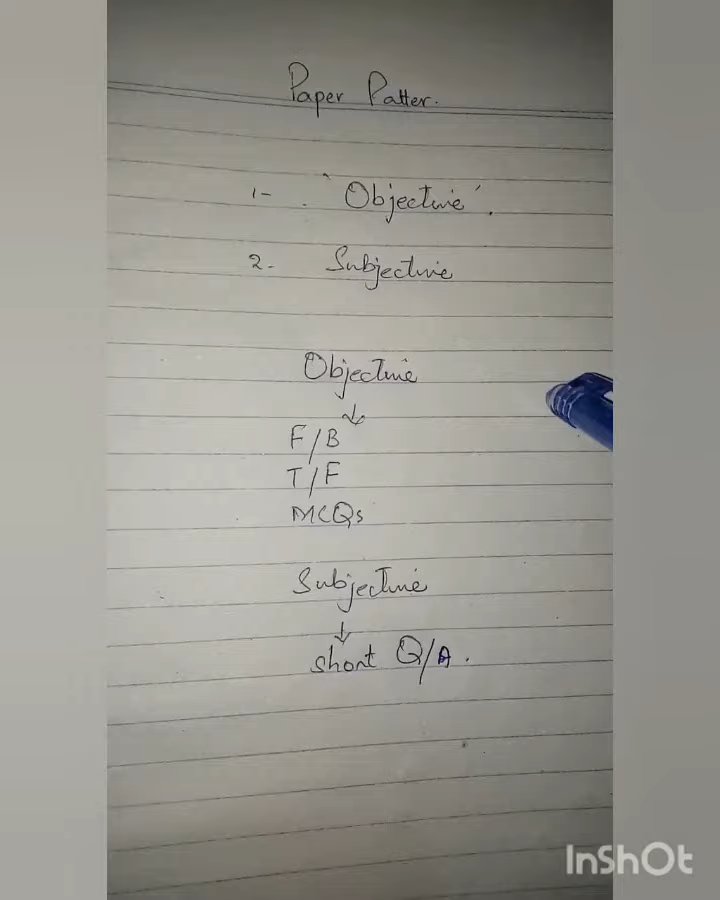 Paper Patter.
1- 'Objective'.
2- Subjective
Objective
↓
F/B
T/F
MCQs
Subjective
↓
short Q/A.
InShOt